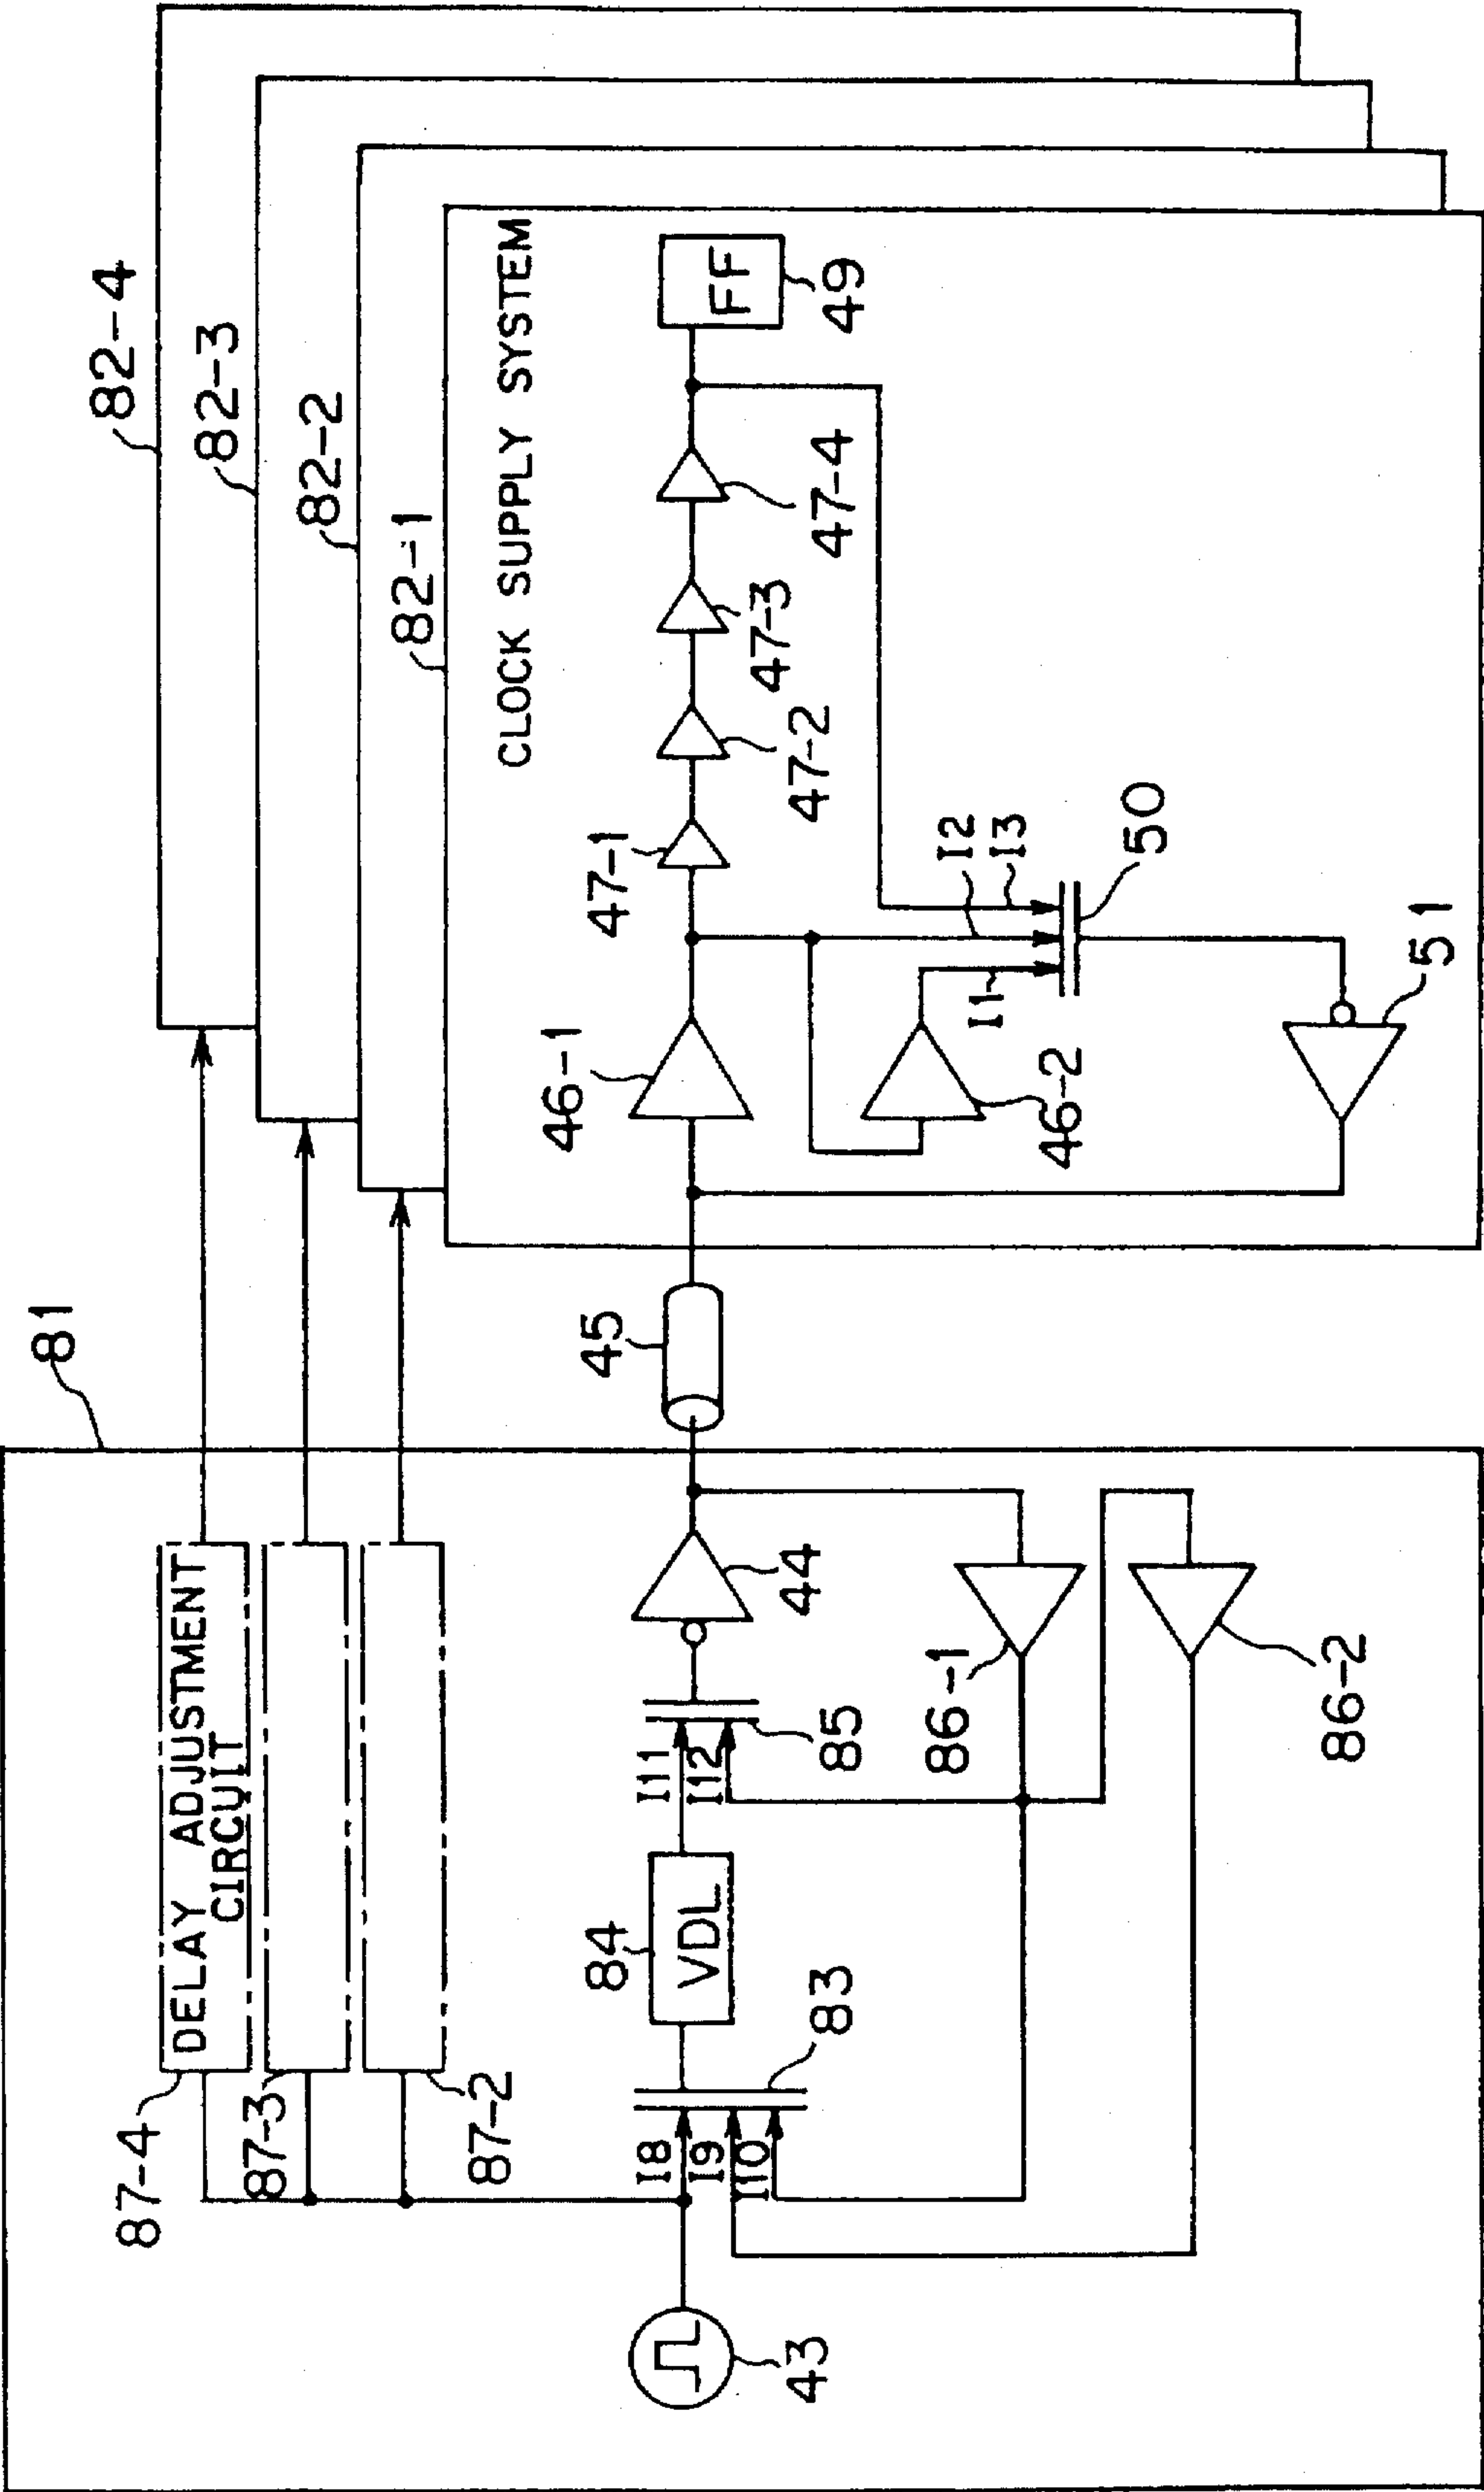 81
82-4
82-3
82-2
82-1
CLOCK SUPPLY SYSTEM
87-4
DELAY ADJUSTMENT
CIRCUIT
87-3
87-2
43
I8
I9
I10
83
84
VDL
I11
I12
85
44
86-1
86-2
45
46-1
46-2
47-1
47-2
47-3
47-4
FF
49
I1
I2
I3
50
51